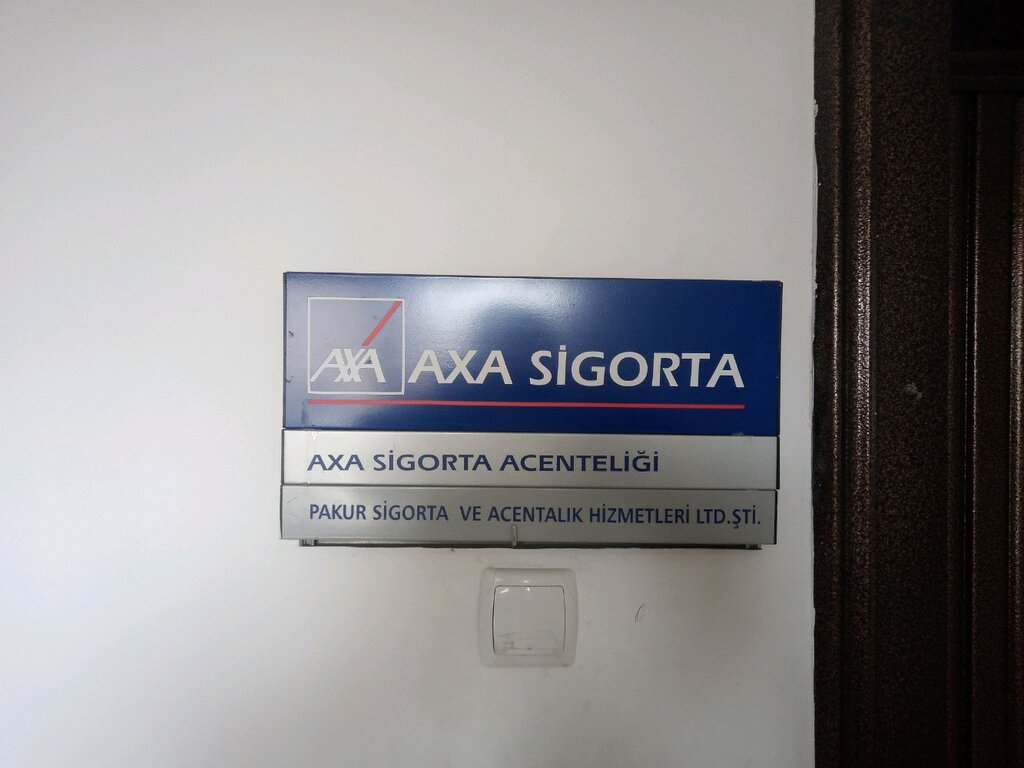 AXA AXA SİGORTA
AXA SİGORTA ACENTELİĞİ
PAKUR SİGORTA VE ACENTALIK HİZMETLERİ LTD.ŞTİ.